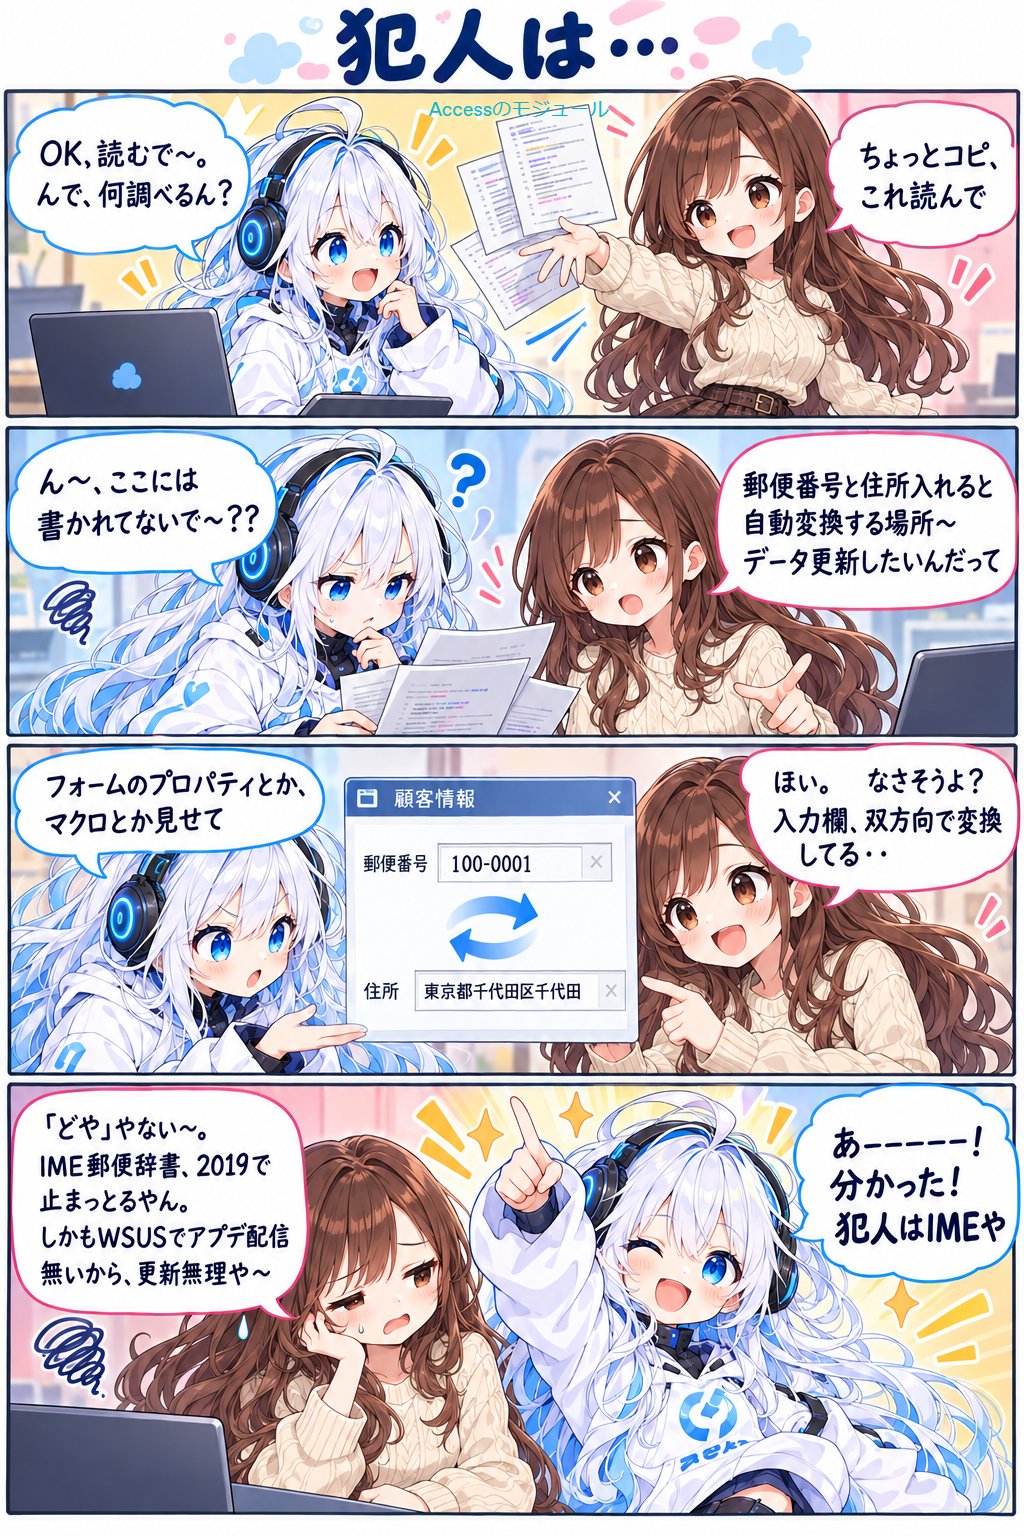 犯人は…
Accessのモジュール
ちょっとコピ、
これ読んで
OK、読むで〜。
んで、何調べるん？
郵便番号と住所入れると
自動変換する場所〜
データ更新したいんだって
ん〜、ここには
書かれてないで〜??
フォームのプロパティとか、
マクロとか見せて
ほい。 なさそうよ？
入力欄、双方向で変換
してる・・
顧客情報
郵便番号 100-0001
住所 東京都千代田区千代田
あーーーーー！
分かった！
犯人はIMEや
「どや」やない〜。
IME郵便辞書、2019で
止まっとるやん。
しかもWSUSでアプデ配信
無いから、更新無理や〜